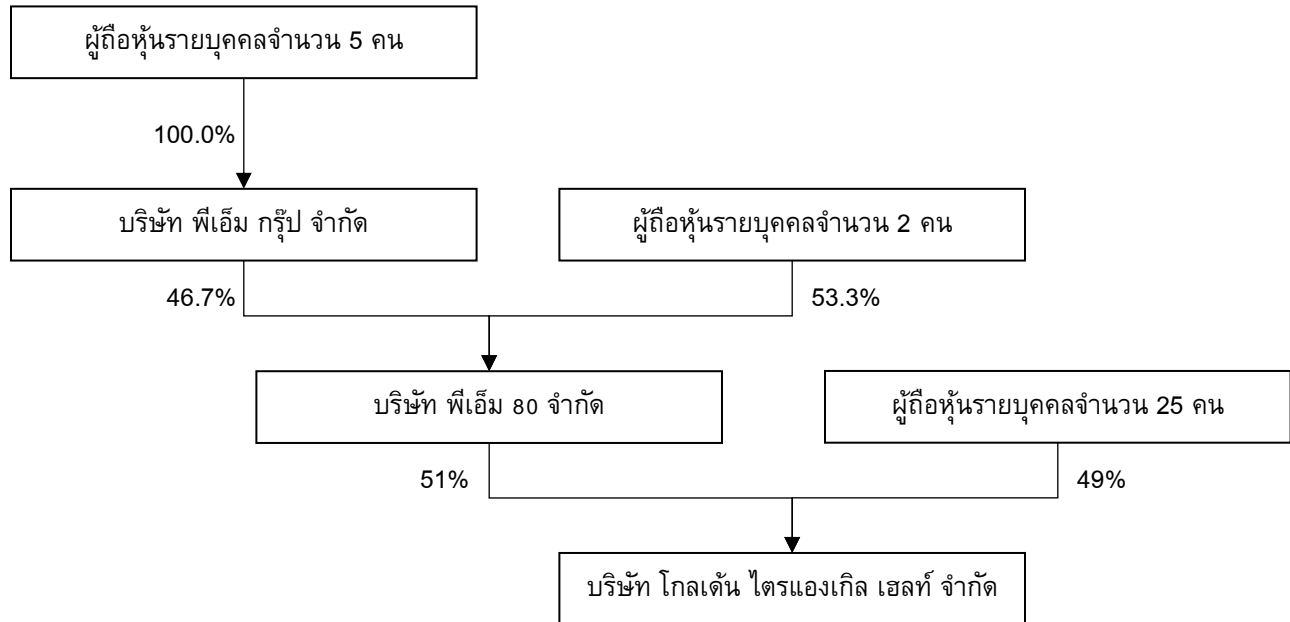 ผู้ถือหุ้นรายบุคคลจำนวน 5 คน
100.0%
บริษัท พีเอ็ม กรุ๊ป จำกัด
ผู้ถือหุ้นรายบุคคลจำนวน 2 คน
46.7%
53.3%
บริษัท พีเอ็ม 80 จำกัด
ผู้ถือหุ้นรายบุคคลจำนวน 25 คน
51%
49%
บริษัท โกลเด้น ไตรแองเกิล เฮลท์ จำกัด